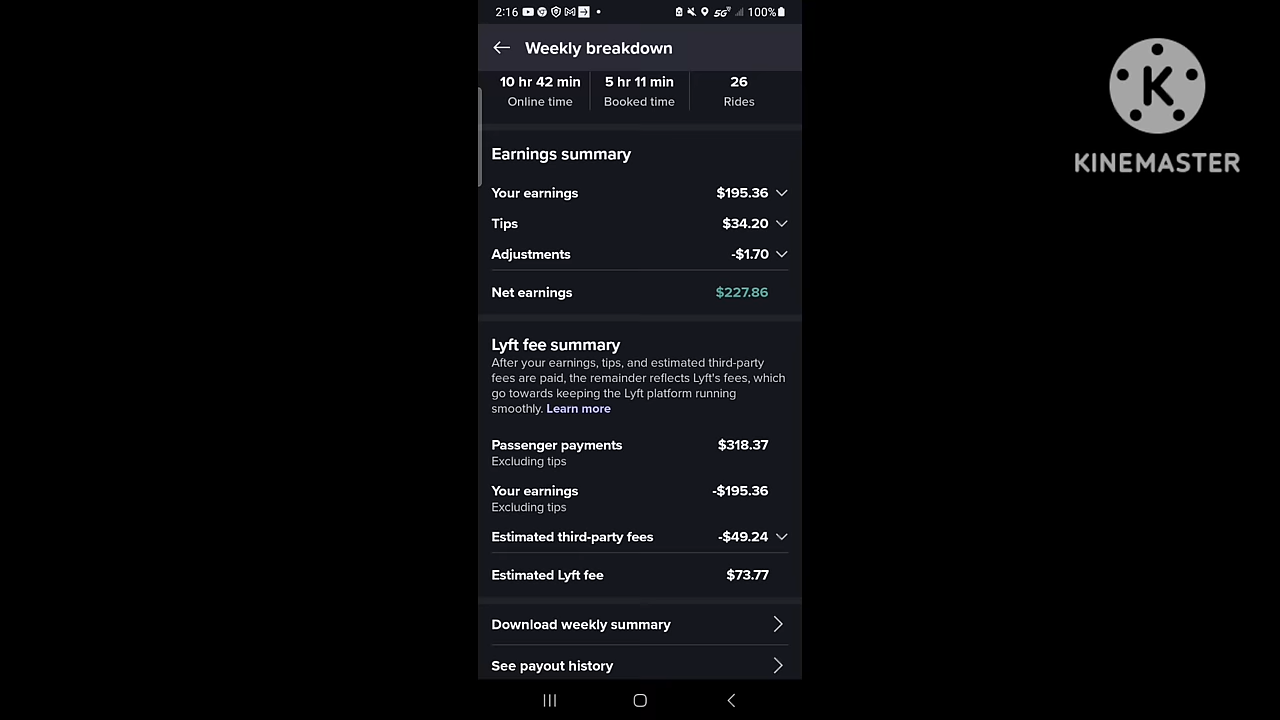 2:16 100%
Weekly breakdown
10 hr 42 min 5 hr 11 min 26
Online time Booked time Rides
Earnings summary
Your earnings $195.36
Tips $34.20
Adjustments -$1.70
Net earnings $227.86
Lyft fee summary
After your earnings, tips, and estimated third-party
fees are paid, the remainder reflects Lyft's fees, which
go towards keeping the Lyft platform running
smoothly. Learn more
Passenger payments $318.37
Excluding tips
Your earnings -$195.36
Excluding tips
Estimated third-party fees -$49.24
Estimated Lyft fee $73.77
Download weekly summary
See payout history
K
KINEMASTER